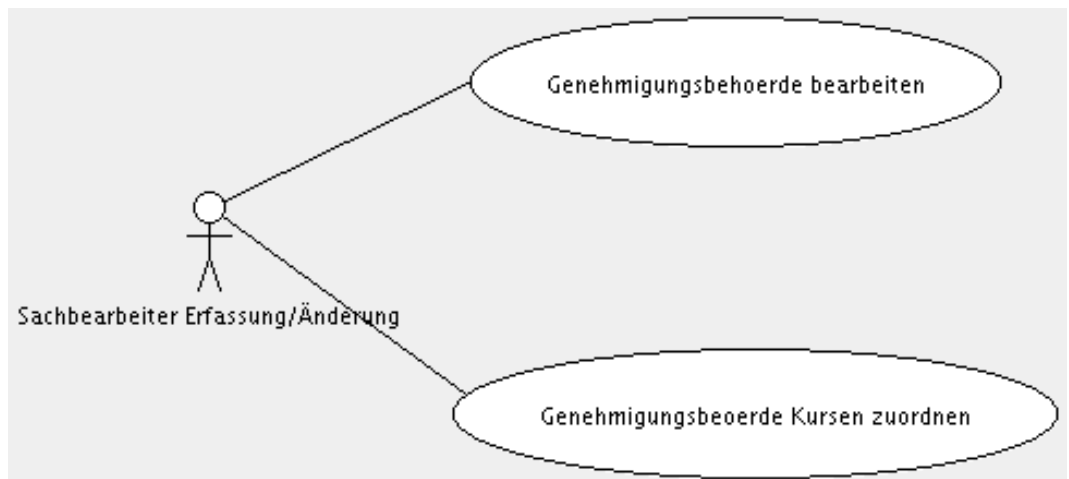 Genehmigungsbehoerde bearbeiten
Sachbearbeiter Erfassung/Änderung
Genehmigungsbeoerde Kursen zuordnen